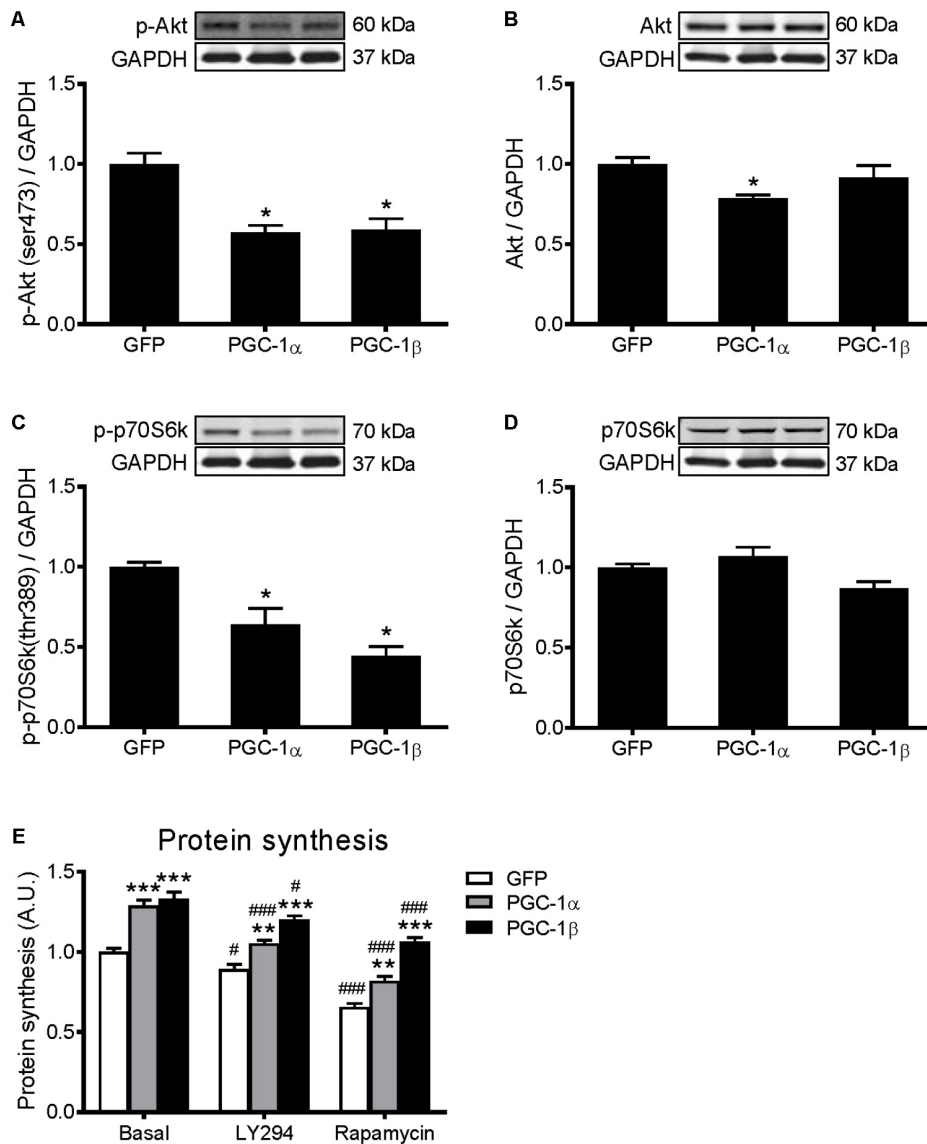 A
p-Akt 60 kDa
GAPDH 37 kDa
p-Akt (ser473) / GAPDH
1.5
1.0
0.5
0.0
*
*
GFP PGC-1α PGC-1β
B
Akt 60 kDa
GAPDH 37 kDa
Akt / GAPDH
1.5
1.0
0.5
0.0
*
GFP PGC-1α PGC-1β
C
p-p70S6k 70 kDa
GAPDH 37 kDa
p-p70S6k(thr389) / GAPDH
1.5
1.0
0.5
0.0
*
*
GFP PGC-1α PGC-1β
D
p70S6k 70 kDa
GAPDH 37 kDa
p70S6k / GAPDH
1.5
1.0
0.5
0.0
GFP PGC-1α PGC-1β
E
Protein synthesis
Protein synthesis (A.U.)
1.5
1.0
0.5
0.0
*** ***
# ### ** # ***
### ### ** ### ***
Basal LY294 Rapamycin
GFP
PGC-1α
PGC-1β